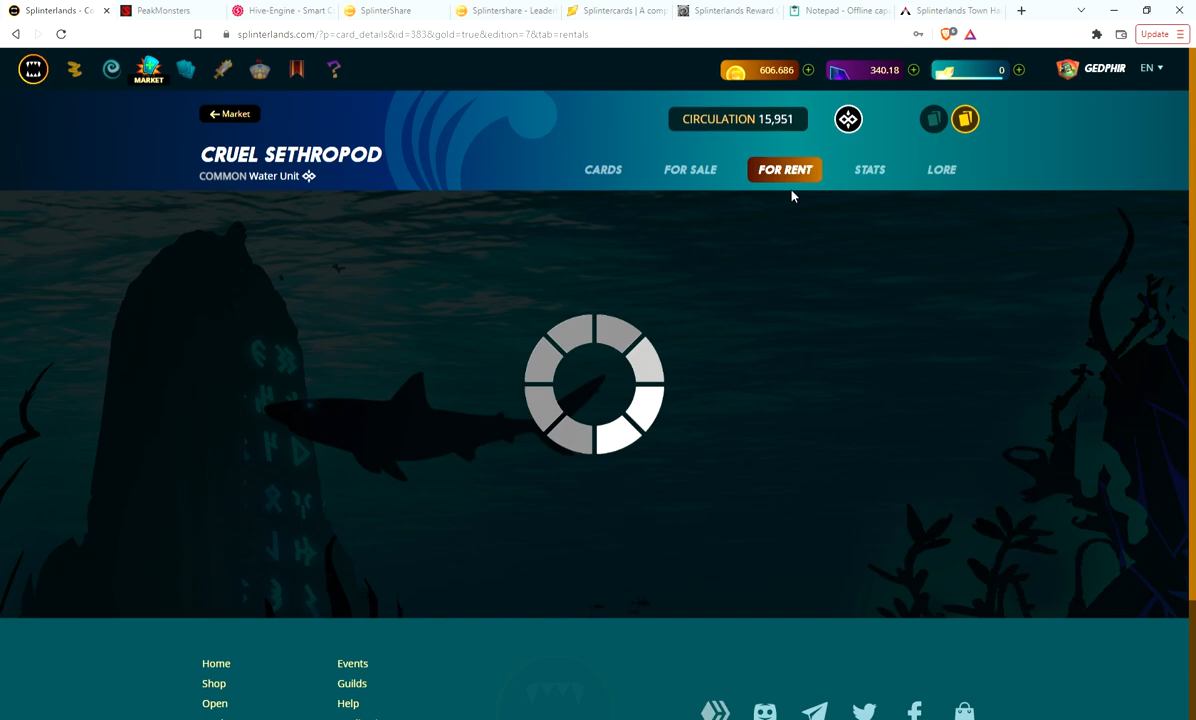 Splinterlands - Co
PeakMonsters
Hive-Engine - Smart C
SplinterShare
Splintershare - Leader
Splintercards | A comp
Splinterlands Reward C
Notepad - Offline cap
Splinterlands Town Ha
splinterlands.com/?p=card_details&id=383&gold=true&edition=7&tab=rentals
Update
MARKET
606.686
340.18
0
GEDPHIR
EN
Market
CIRCULATION 15,951
CRUEL SETHROPOD
COMMON Water Unit
CARDS
FOR SALE
FOR RENT
STATS
LORE
Home
Events
Shop
Guilds
Open
Help